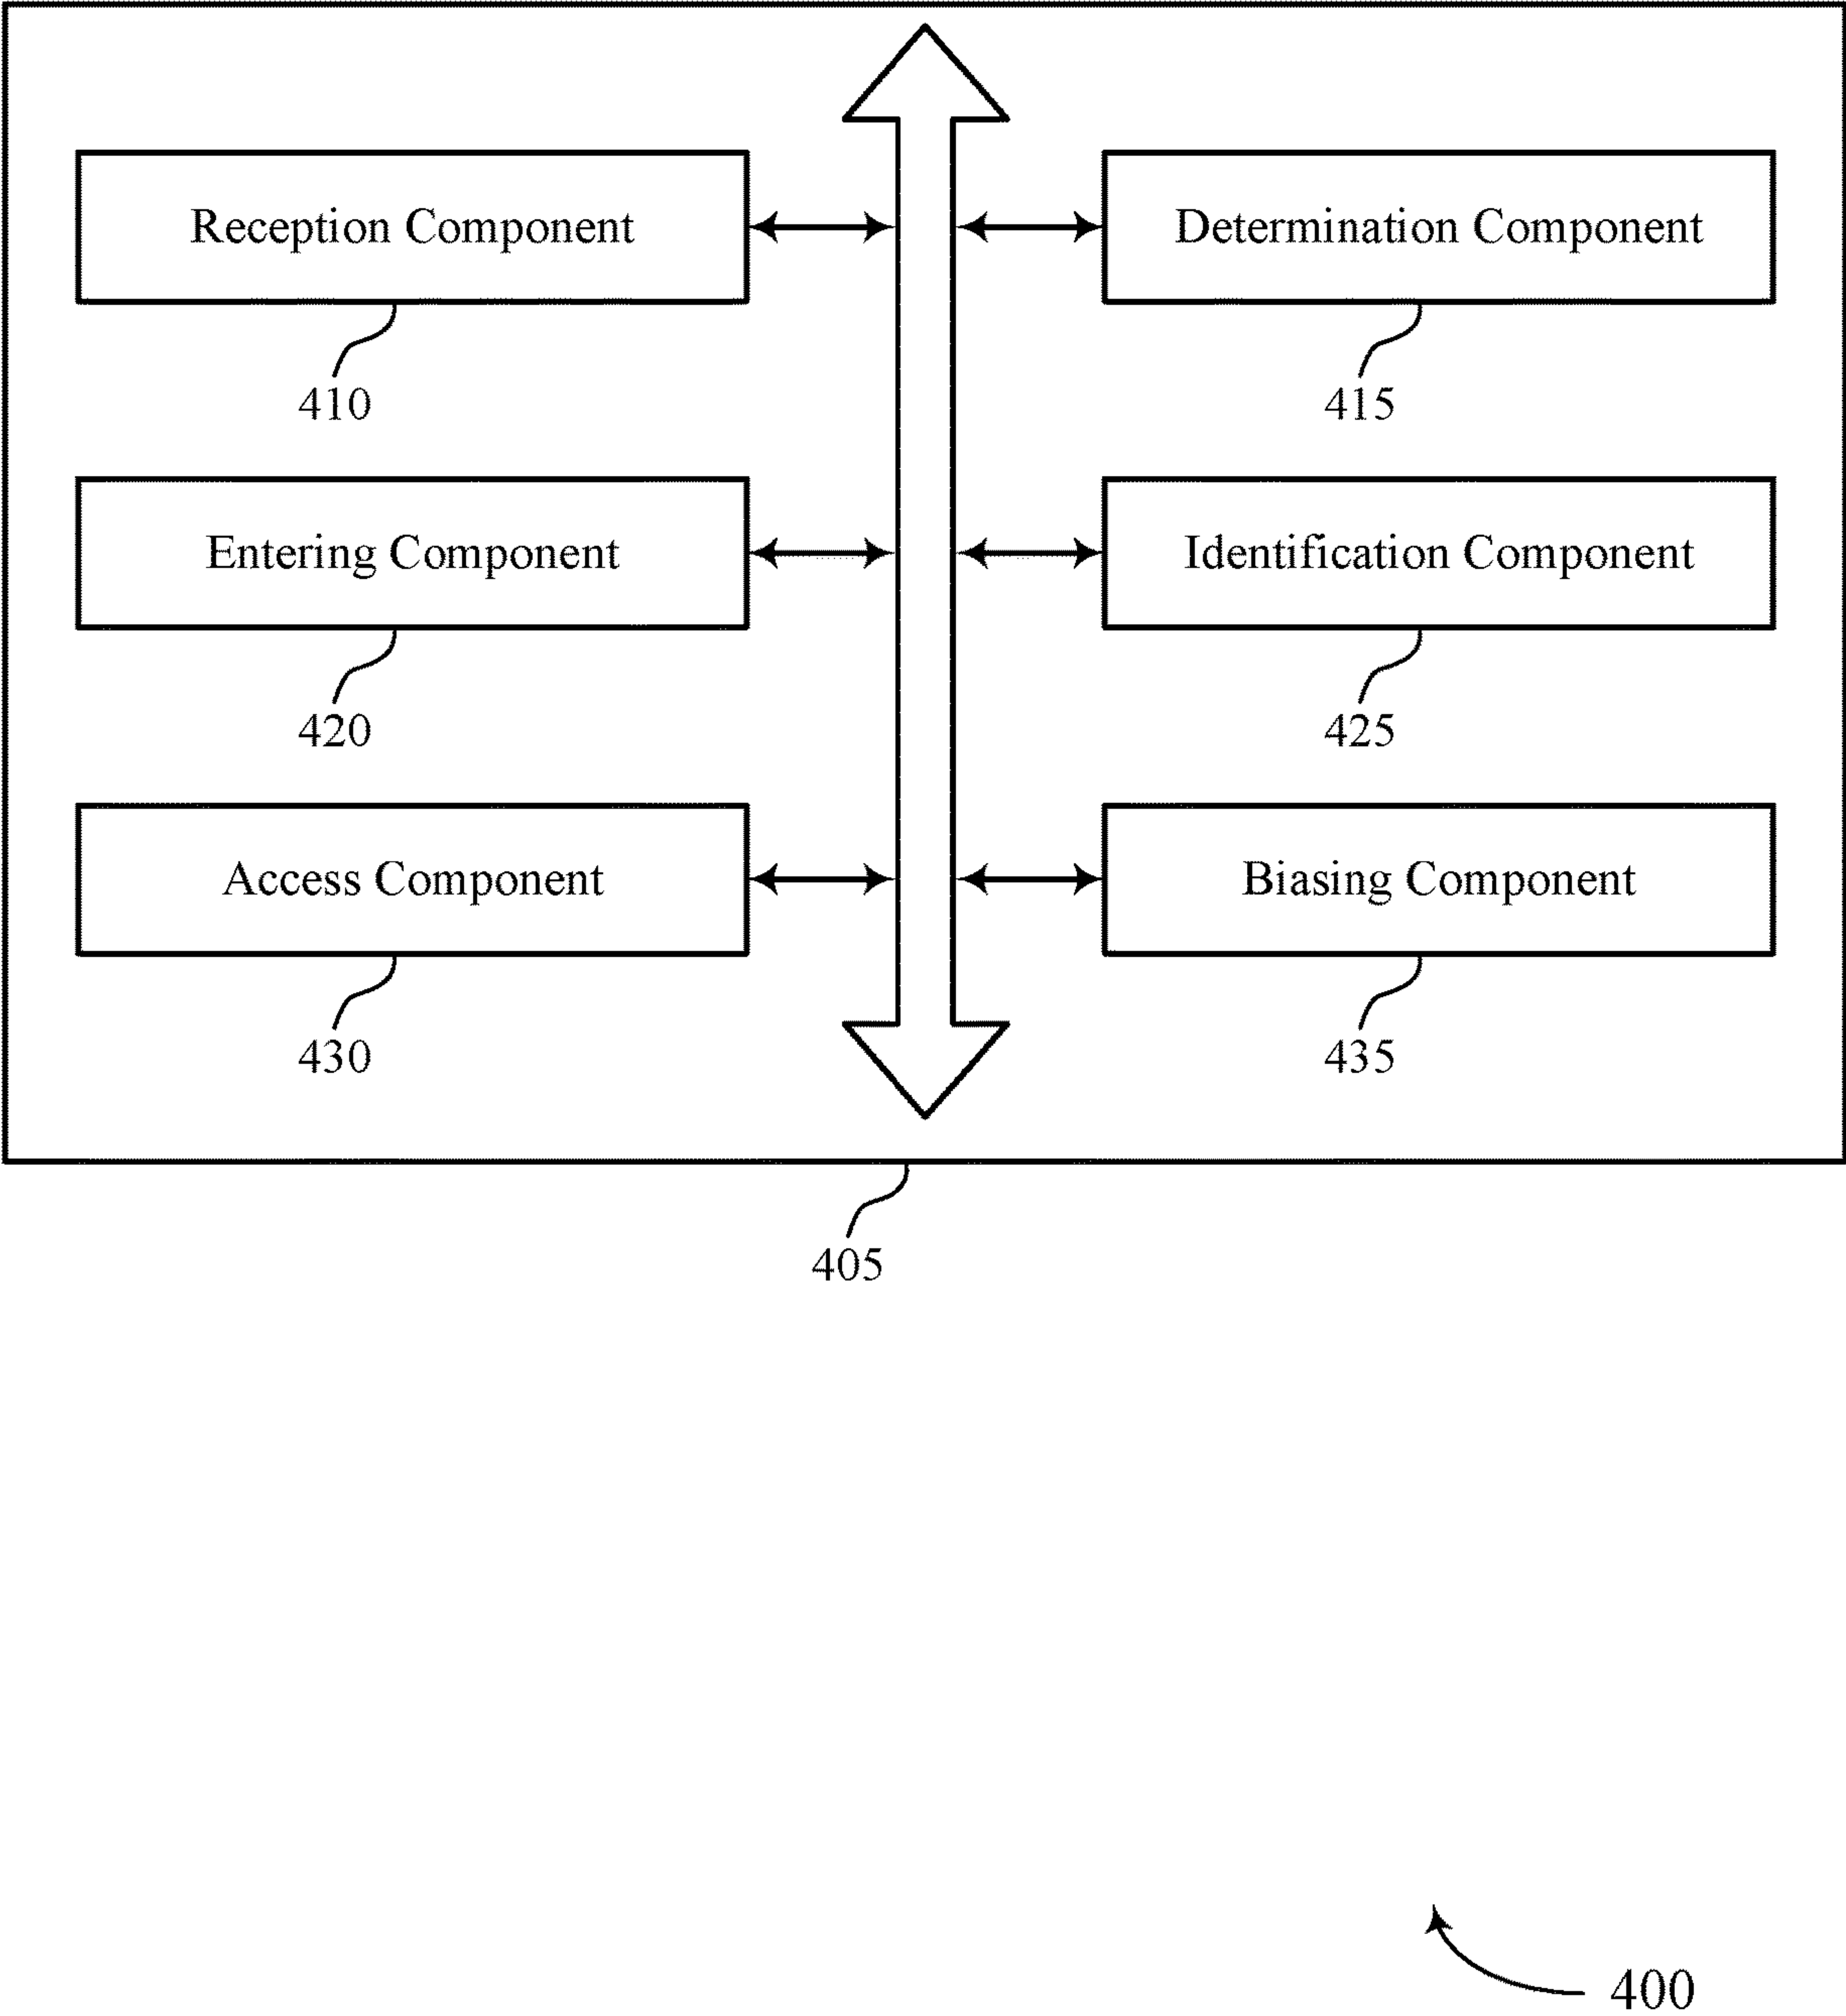 Reception Component
Determination Component
410
415
Entering Component
Identification Component
420
425
Access Component
Biasing Component
430
435
405
400